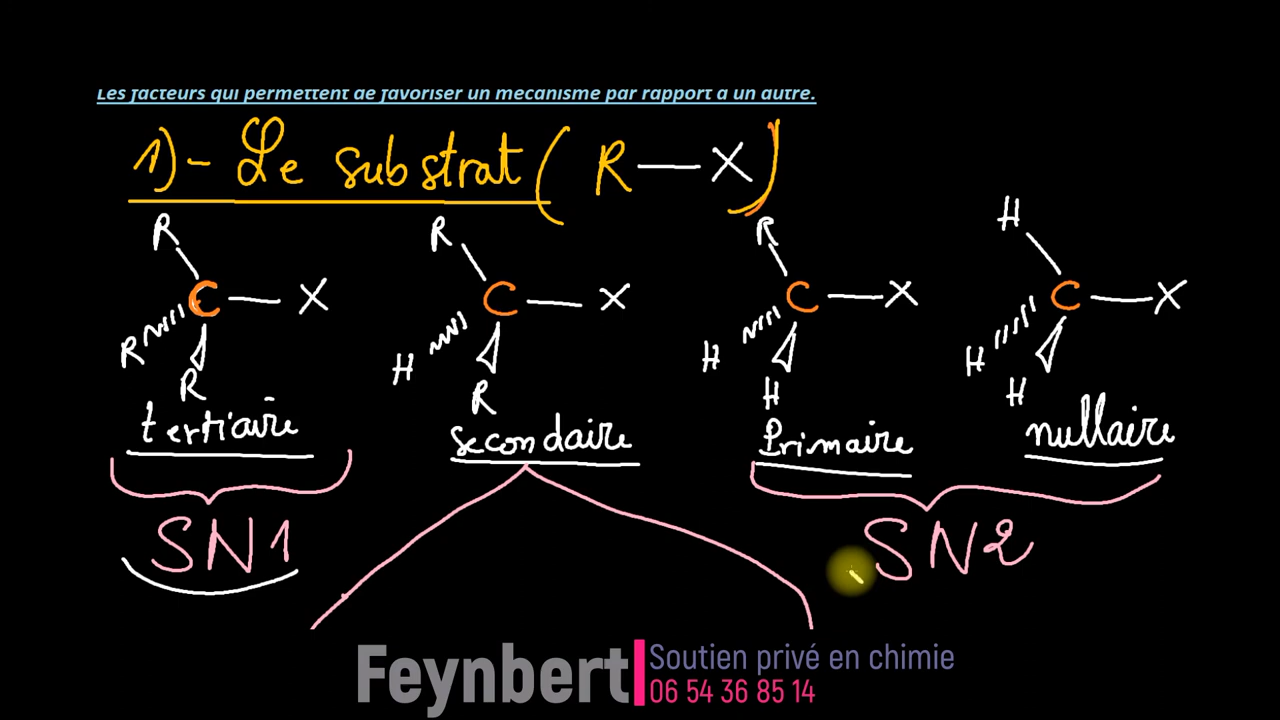 Les facteurs qui permettent de favoriser un mecanisme par rapport a un autre.
1)- Le substrat ( R — X )
R
R
R
H
C — X
C — X
C — X
C — X
R
H
H
H
R
R
H
H
tertiaire
secondaire
Primaire
nullaire
SN1
SN2
Feynbert
Soutien privé en chimie
06 54 36 85 14